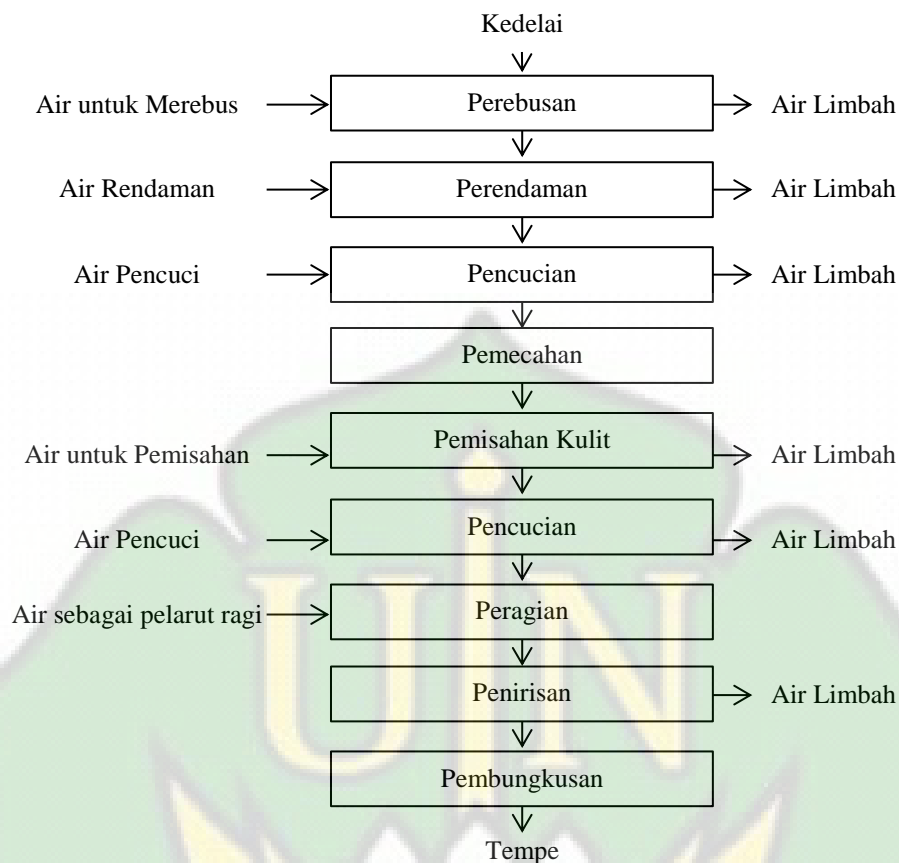 Kedelai
Air untuk Merebus Perebusan Air Limbah
Air Rendaman Perendaman Air Limbah
Air Pencuci Pencucian Air Limbah
Pemecahan
Air untuk Pemisahan Pemisahan Kulit Air Limbah
Air Pencuci Pencucian Air Limbah
Air sebagai pelarut ragi Peragian
Penirisan Air Limbah
Pembungkusan
Tempe
UIN